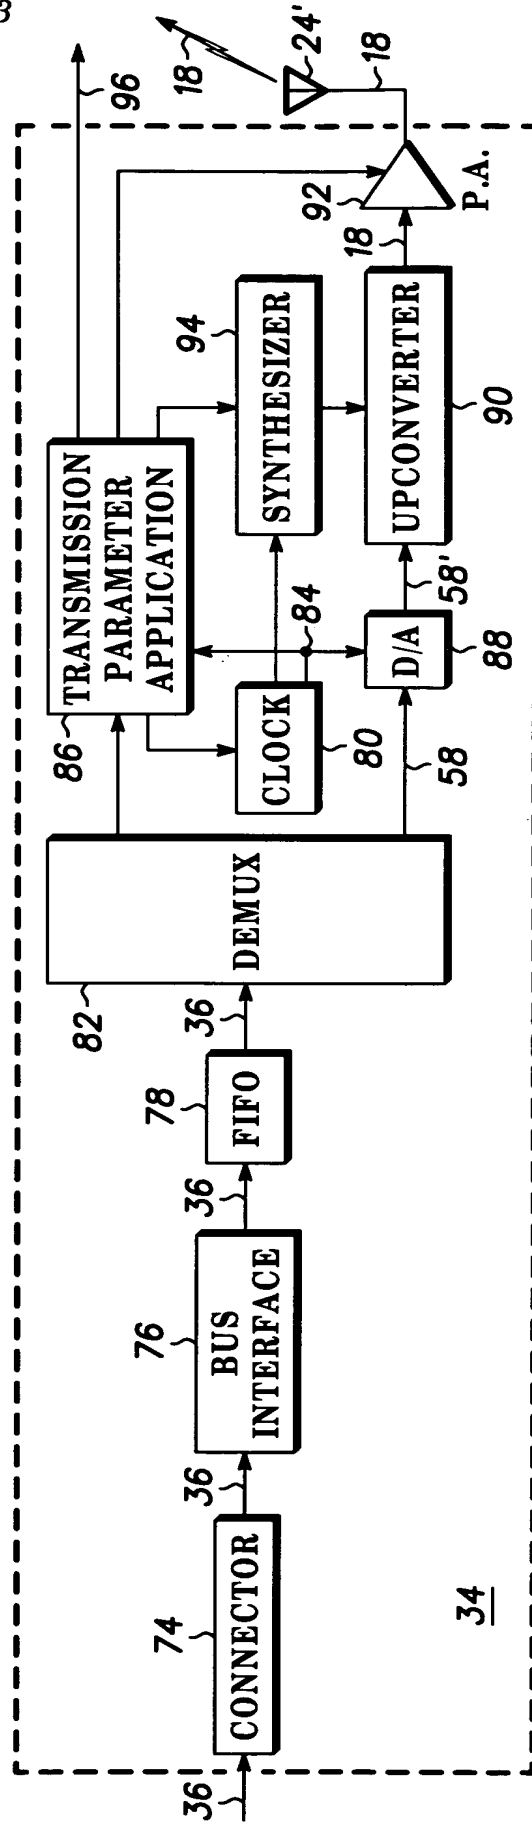 36
74
CONNECTOR
36
76
BUS
INTERFACE
36
78
FIFO
36
82
DEMUX
86
TRANSMISSION
PARAMETER
APPLICATION
96
CLOCK
80
84
94
SYNTHESIZER
58
D/A
88
58'
UPCONVERTER
90
18
92
P.A.
18
24'
18
34